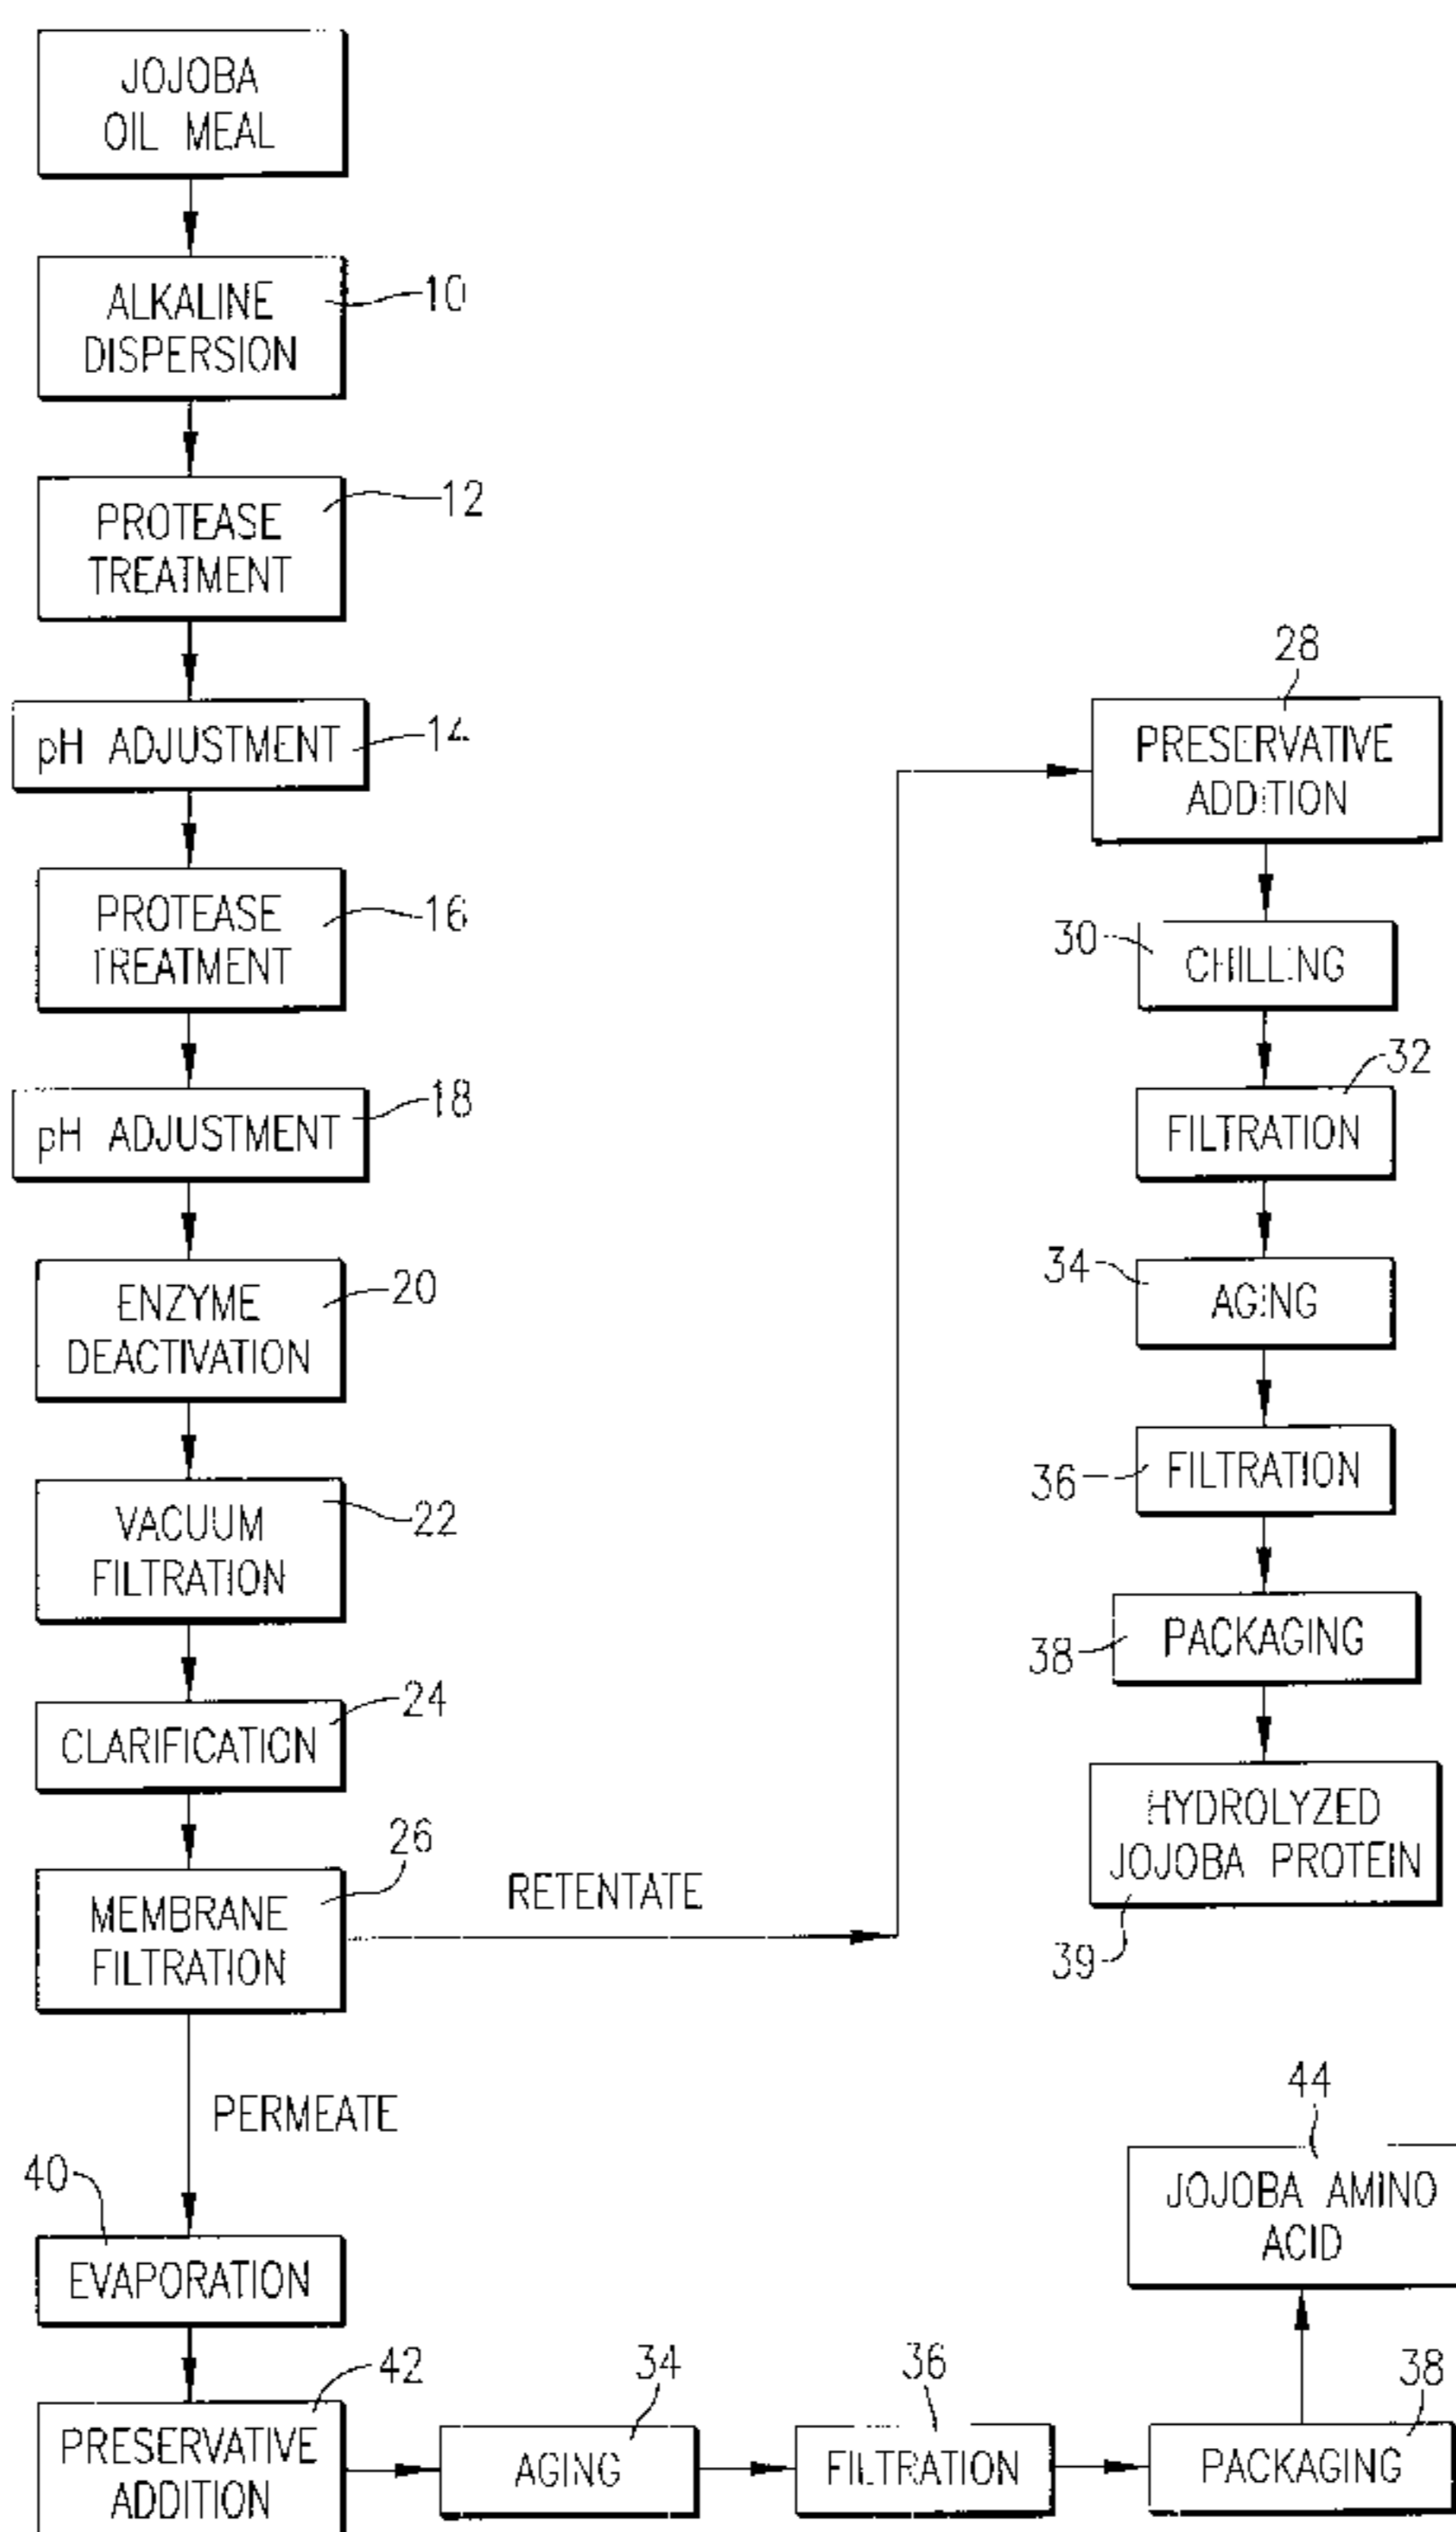 JOJOBA
OIL MEAL
ALKALINE
DISPERSION
10
PROTEASE
TREATMENT
12
pH ADJUSTMENT
14
PROTEASE
TREATMENT
16
pH ADJUSTMENT
18
ENZYME
DEACTIVATION
20
VACUUM
FILTRATION
22
CLARIFICATION
24
MEMBRANE
FILTRATION
26
RETENTATE
28
PRESERVATIVE
ADDITION
30
CHILLING
32
FILTRATION
34
AGING
36
FILTRATION
38
PACKAGING
HYDROLYZED
JOJOBA PROTEIN
39
PERMEATE
40
EVAPORATION
42
PRESERVATIVE
ADDITION
34
AGING
36
FILTRATION
38
PACKAGING
44
JOJOBA AMINO
ACID